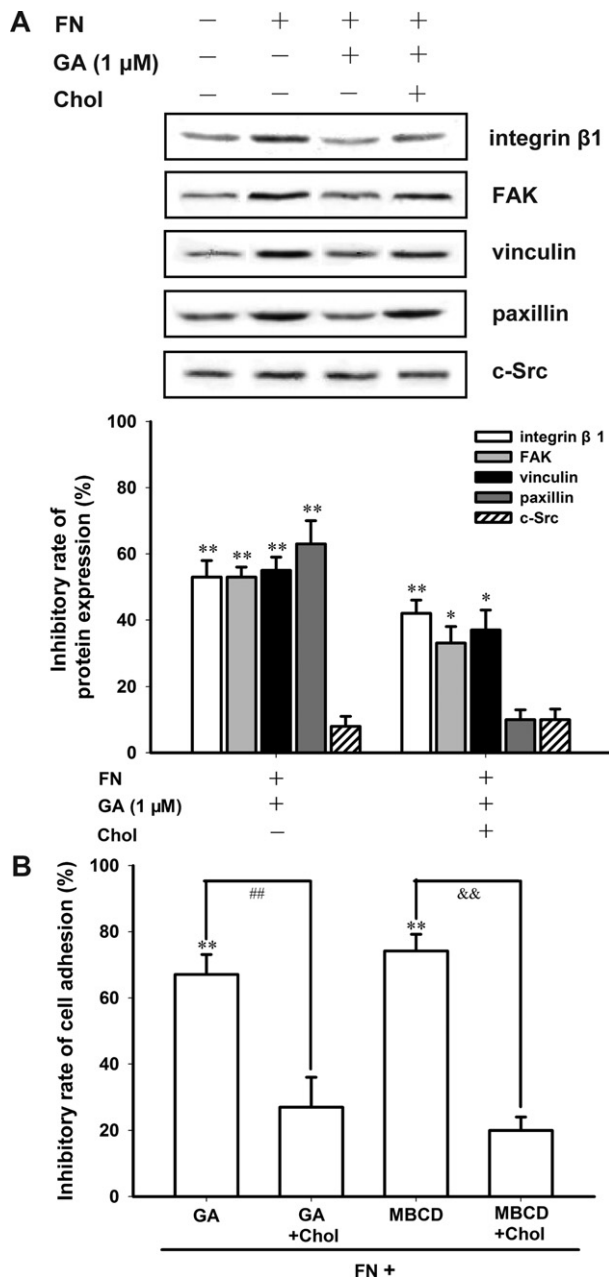 A
FN − + + +
GA (1 µM) − − + +
Chol − − − +
integrin β1
FAK
vinculin
paxillin
c-Src
Inhibitory rate of
protein expression (%)
100
80
60
40
20
0
integrin β 1
FAK
vinculin
paxillin
c-Src
** ** ** **
** * *
FN + +
GA (1 µM) + +
Chol − +
B
Inhibitory rate of cell adhesion (%)
100
80
60
40
20
0
## &&
** **
GA GA +Chol MBCD MBCD +Chol
FN +